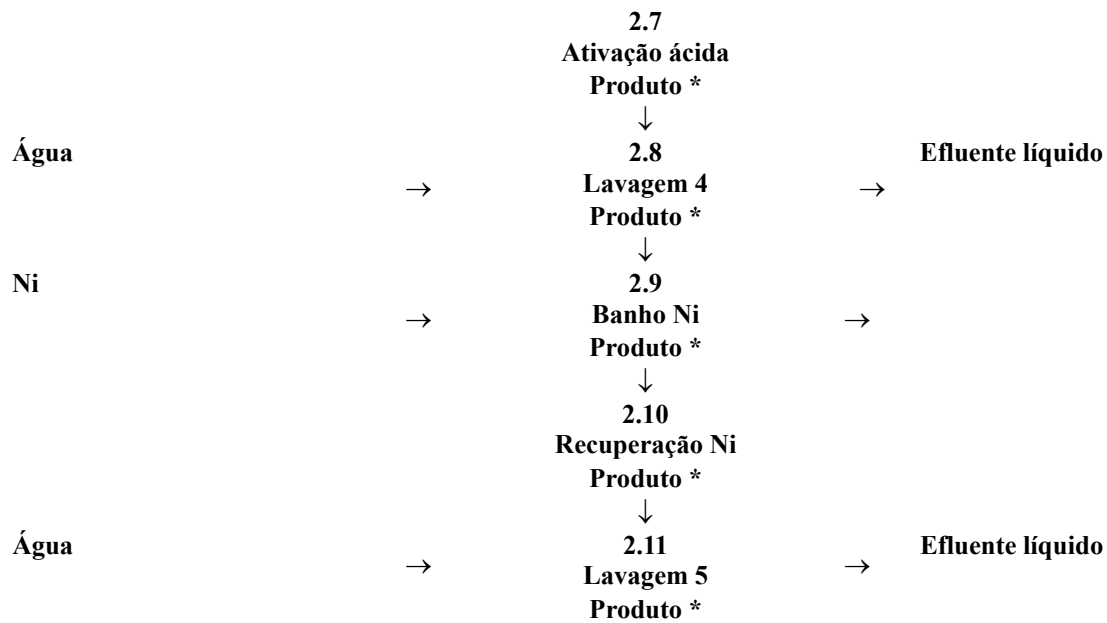 2.7
Ativação ácida
Produto *
↓
Água 2.8 Efluente líquido
→ Lavagem 4 →
Produto *
↓
Ni 2.9
→ Banho Ni →
Produto *
↓
2.10
Recuperação Ni
Produto *
↓
Água 2.11 Efluente líquido
→ Lavagem 5 →
Produto *